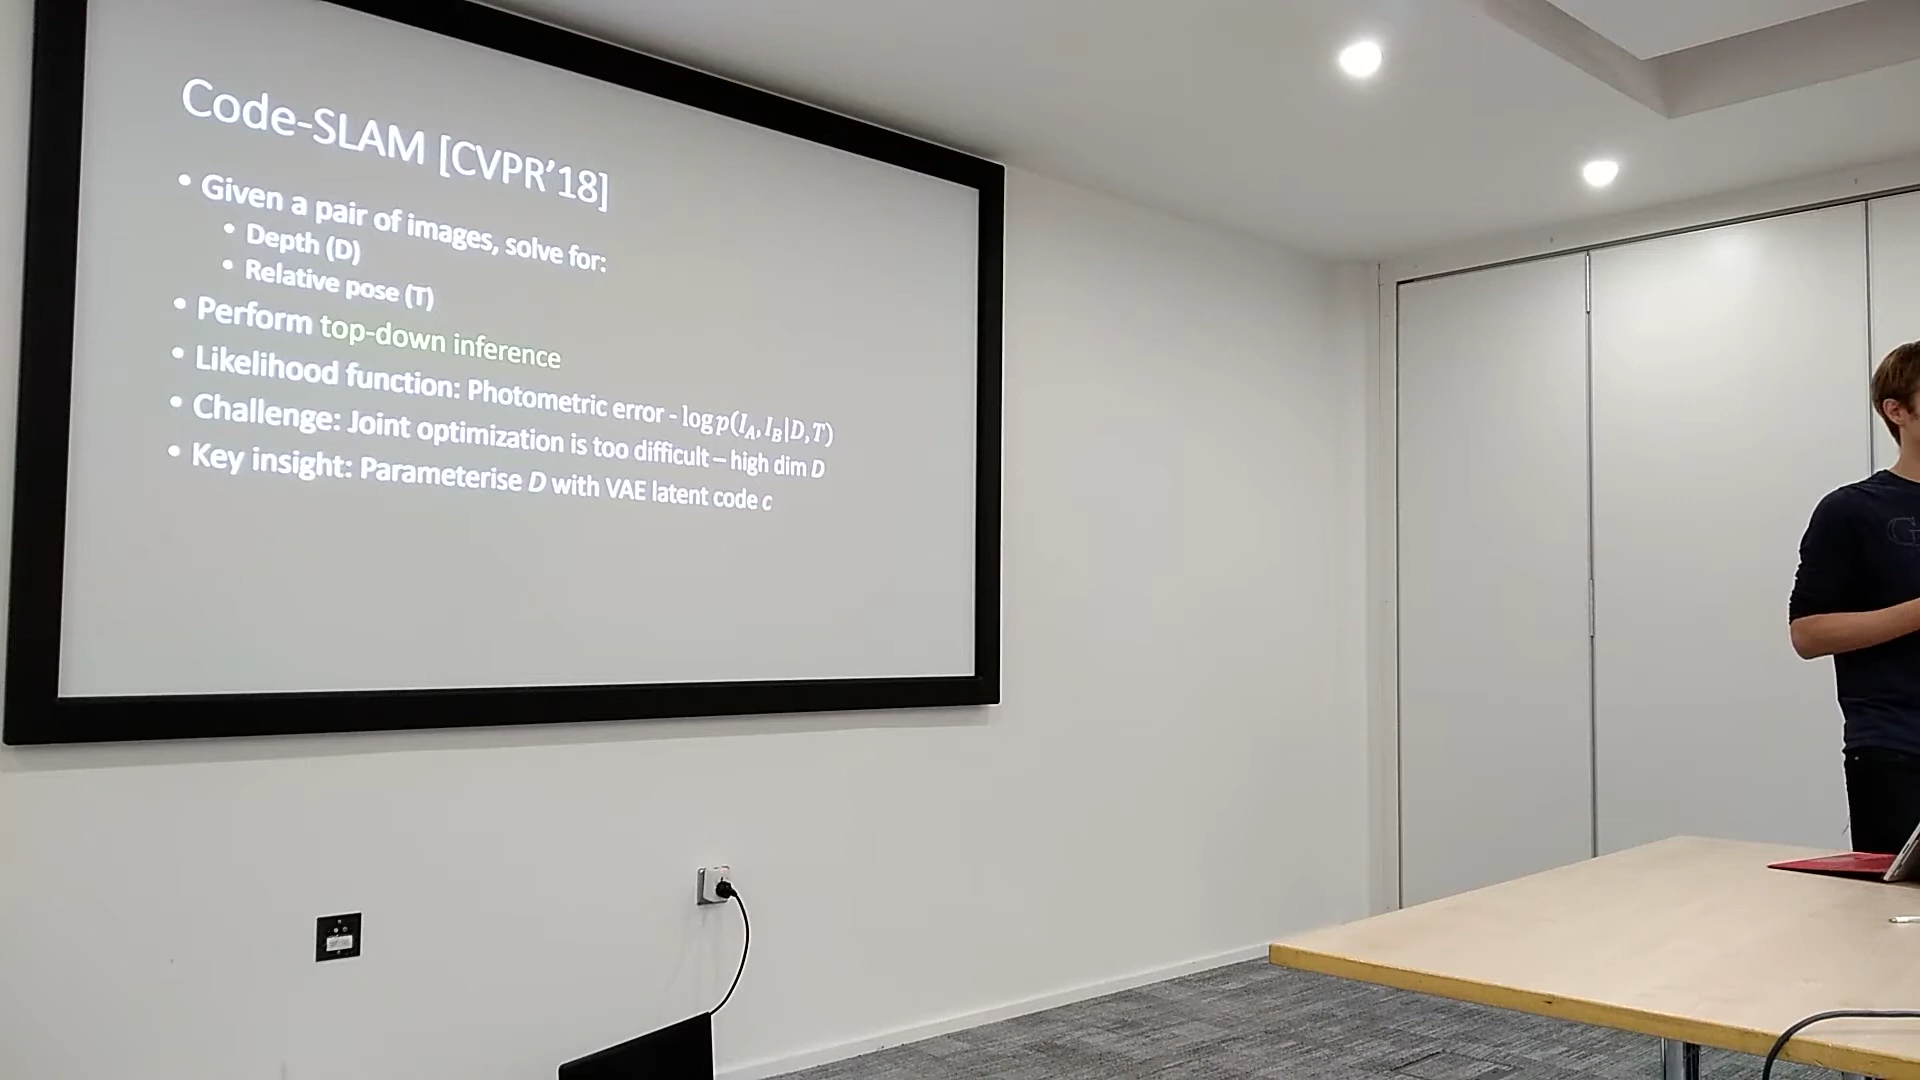 Code-SLAM [CVPR’18]
• Given a pair of images, solve for:
• Depth (D)
• Relative pose (T)
• Perform top-down inference
• Likelihood function: Photometric error - log p(I_A, I_B|D, T)
• Challenge: Joint optimization is too difficult – high dim D
• Key insight: Parameterise D with VAE latent code c